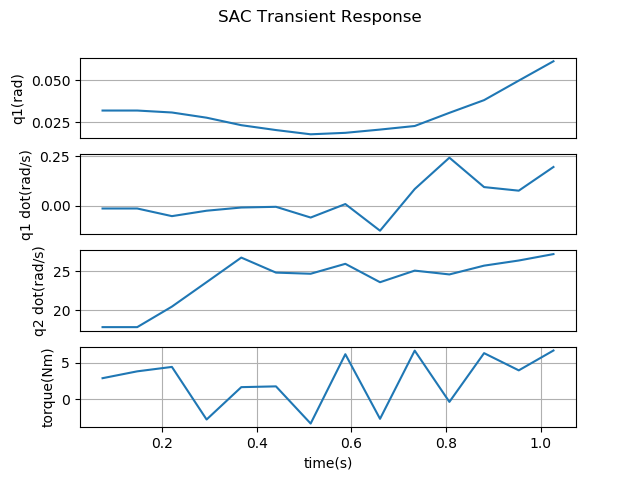 SAC Transient Response
q1(rad)
0.050
0.025
q1 dot(rad/s)
0.25
0.00
q2 dot(rad/s)
25
20
torque(Nm)
5
0
0.2 0.4 0.6 0.8 1.0
time(s)